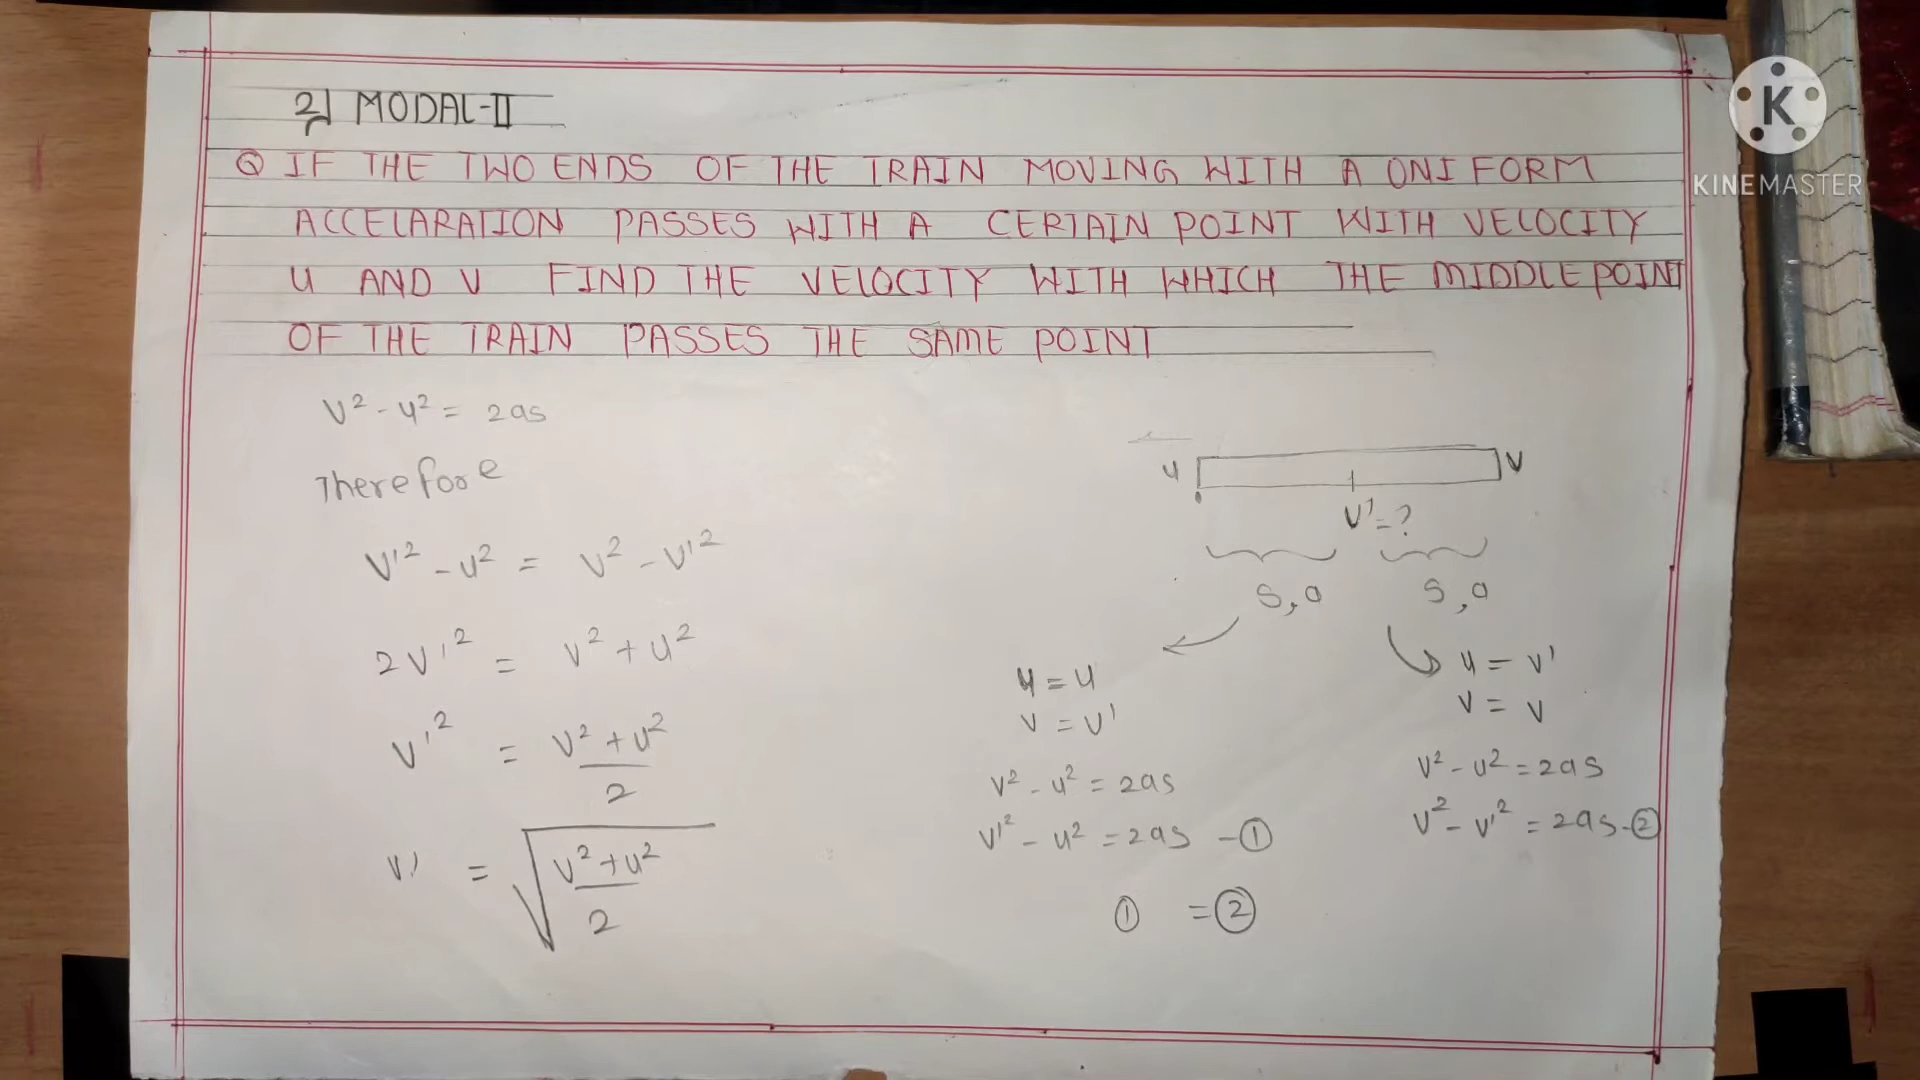 2) MODAL-II
Q IF THE TWO ENDS OF THE TRAIN MOVING WITH A ONIFORM
ACCELARATION PASSES WITH A CERTAIN POINT WITH VELOCITY
U AND V FIND THE VELOCITY WITH WHICH THE MIDDLE POINT
OF THE TRAIN PASSES THE SAME POINT
V² - u² = 2as
Therefore
V'² - u² = V² - V'²
2V'² = V² + u²
V'² = V² + u² / 2
V' = √(V² + u² / 2)
u V
V' = ?
S, a S, a
u = u
V = V'
V² - u² = 2as
V'² - u² = 2as - ①
① = ②
u = V'
V = V
V² - u² = 2as
V² - V'² = 2as - ②
K
KINEMASTER